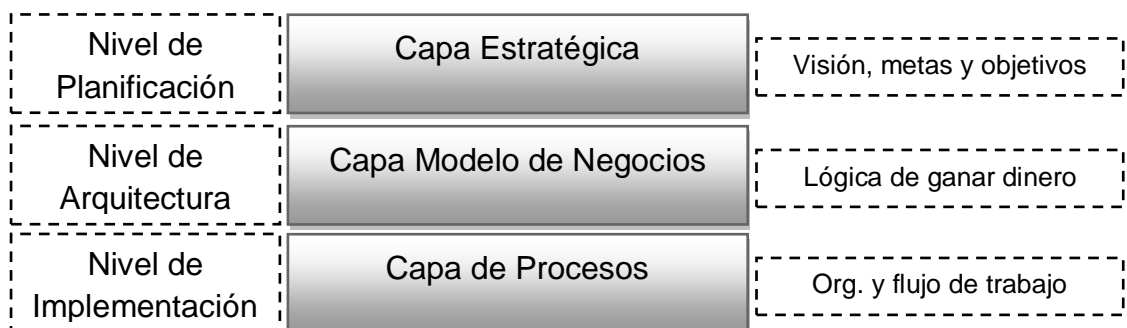 Nivel de
Planificación
Capa Estratégica
Visión, metas y objetivos
Nivel de
Arquitectura
Capa Modelo de Negocios
Lógica de ganar dinero
Nivel de
Implementación
Capa de Procesos
Org. y flujo de trabajo